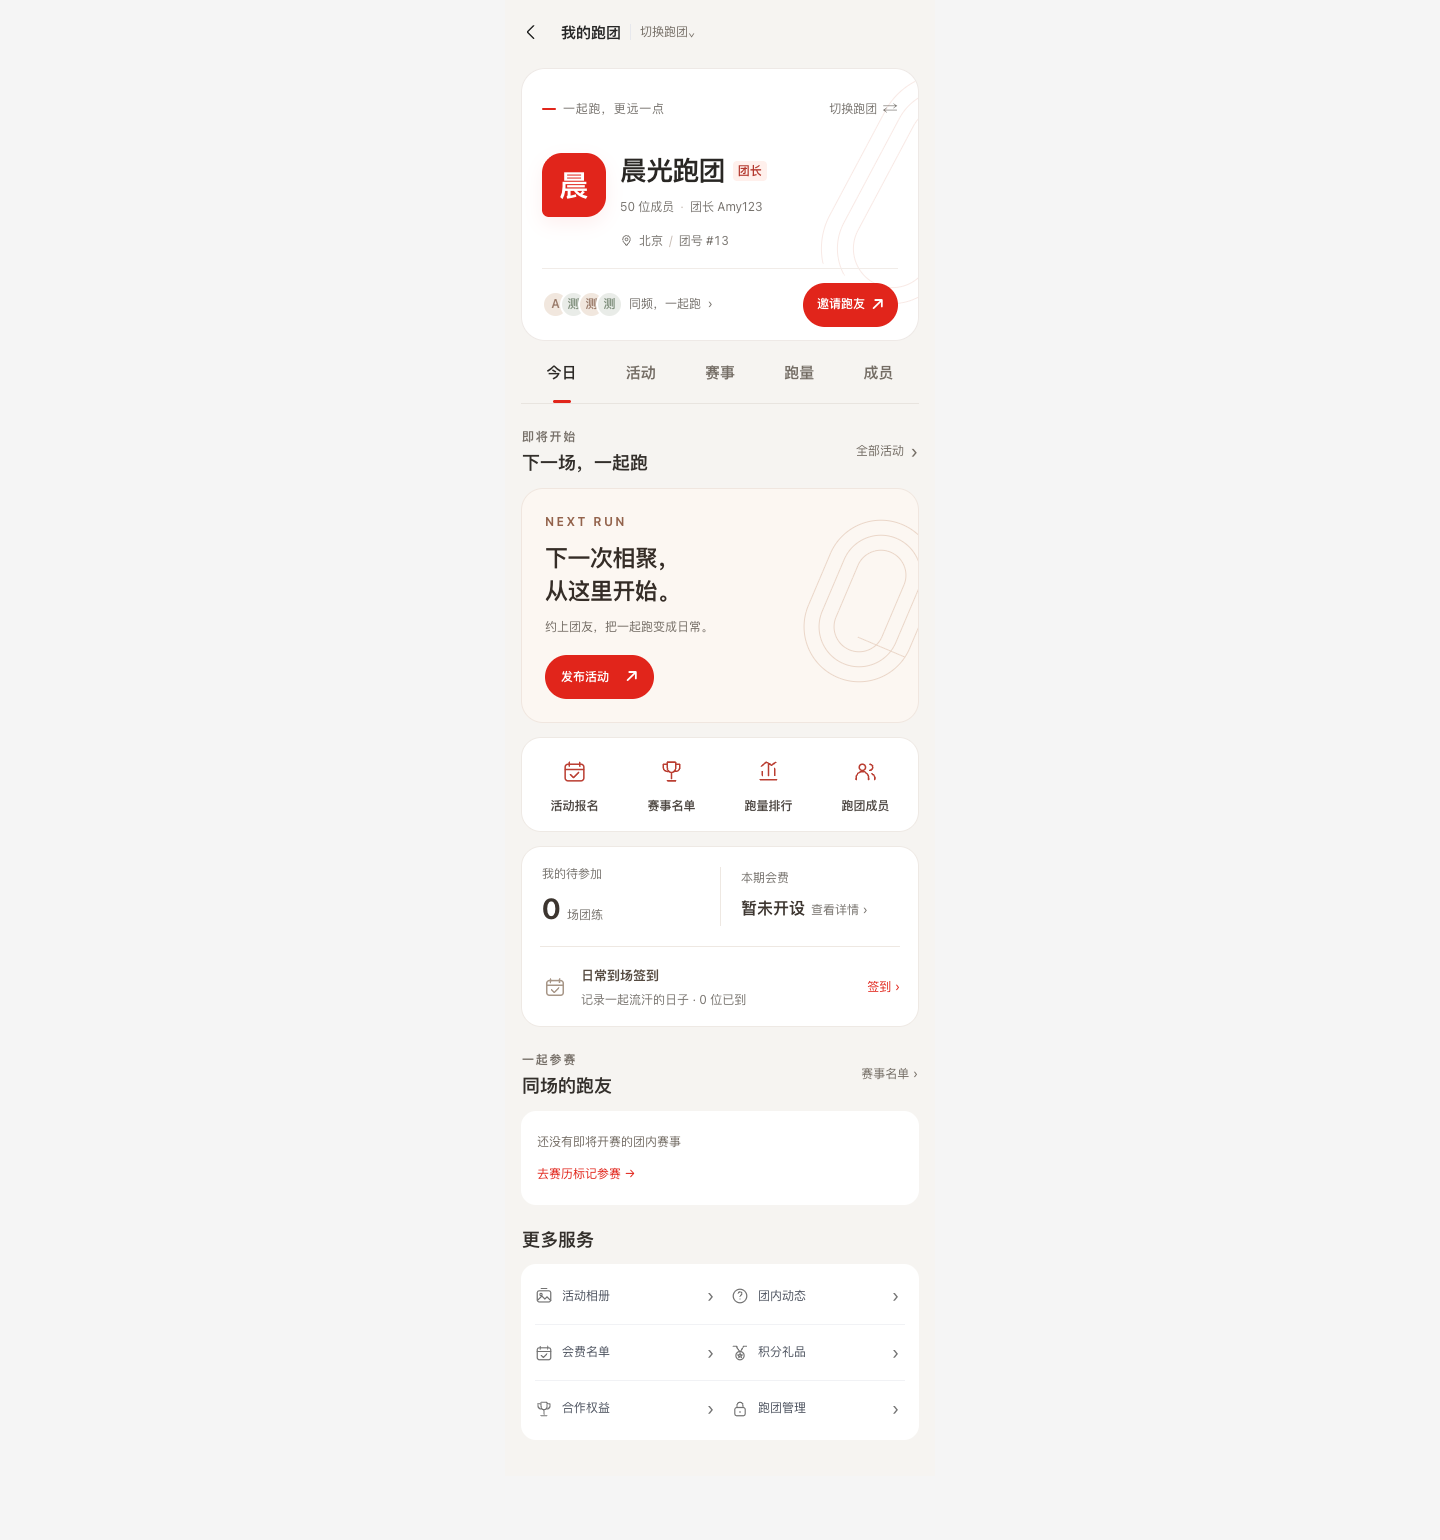 我的跑团 切换跑团
一起跑，更远一点 切换跑团
晨
晨光跑团 团长
50 位成员 · 团长 Amy123
北京 / 团号 #13
A 测 测 测 同频，一起跑 ›
邀请跑友
今日 活动 赛事 跑量 成员
即将开始
下一场，一起跑
全部活动 ›
NEXT RUN
下一次相聚，
从这里开始。
约上团友，把一起跑变成日常。
发布活动
活动报名 赛事名单 跑量排行 跑团成员
我的待参加
0 场团练
本期会费
暂未开设 查看详情 ›
日常到场签到
记录一起流汗的日子 · 0 位已到
签到 ›
一起参赛
同场的跑友
赛事名单 ›
还没有即将开赛的团内赛事
去赛历标记参赛 →
更多服务
活动相册 › 团内动态 ›
会费名单 › 积分礼品 ›
合作权益 › 跑团管理 ›